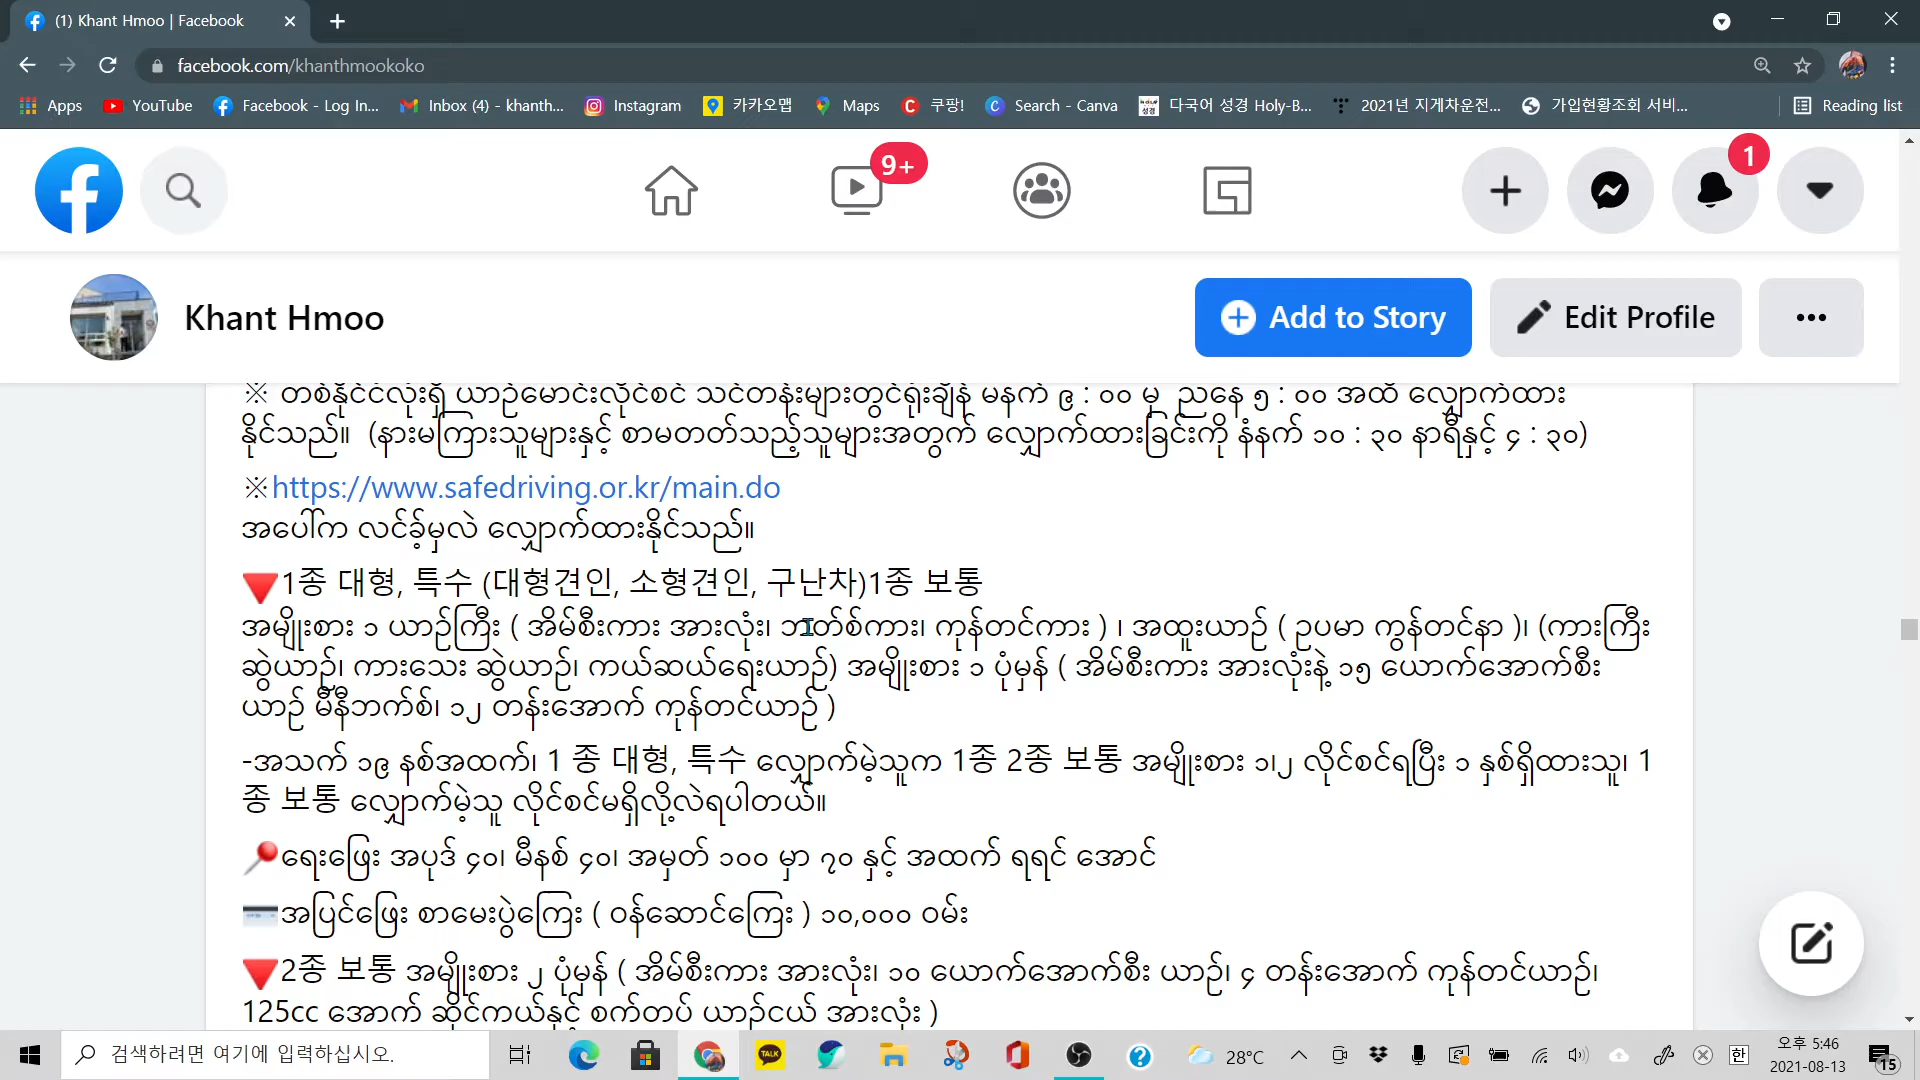 (1) Khant Hmoo | Facebook
facebook.com/khanthmookoko
Apps YouTube Facebook - Log In... Inbox (4) - khanth... Instagram 카카오맵 Maps 쿠팡! Search - Canva 다국어 성경 Holy-B... 2021년 지게차운전... 가입현황조회 서비... Reading list
9+
1
Khant Hmoo
Add to Story
Edit Profile
※ တစ်နိုင်ငံလုံးရှိ ယာဉ်မောင်းလိုင်စင် သင်တန်းများတွင်ရုံးချိန် မနက် ၉ : ၀၀ မှ ညနေ ၅ : ၀၀ အထိ လျှောက်ထား
နိုင်သည်။ (နားမကြားသူများနှင့် စာမတတ်သည့်သူများအတွက် လျှောက်ထားခြင်းကို နံနက် ၁၀ : ၃၀ နာရီနှင့် ၄ : ၃၀)
※https://www.safedriving.or.kr/main.do
အပေါ်က လင်ခ့်မှလဲ လျှောက်ထားနိုင်သည်။
🔻1종 대형, 특수 (대형견인, 소형견인, 구난차)1종 보통
အမျိုးစား ၁ ယာဉ်ကြီး ( အိမ်စီးကား အားလုံး၊ ဘတ်စ်ကား၊ ကုန်တင်ကား ) ၊ အထူးယာဉ် ( ဥပမာ ကွန်တင်နာ )၊ (ကားကြီး
ဆွဲယာဉ်၊ ကားသေး ဆွဲယာဉ်၊ ကယ်ဆယ်ရေးယာဉ်) အမျိုးစား ၁ ပုံမှန် ( အိမ်စီးကား အားလုံးနဲ့ ၁၅ ယောက်အောက်စီး
ယာဉ် မီနီဘက်စ်၊ ၁၂ တန်းအောက် ကုန်တင်ယာဉ် )
-အသက် ၁၉ နစ်အထက်၊ 1 종 대형, 특수 လျှောက်မဲ့သူက 1종 2종 보통 အမျိုးစား ၁၊၂ လိုင်စင်ရပြီး ၁ နှစ်ရှိထားသူ၊ 1
종 보통 လျှောက်မဲ့သူ လိုင်စင်မရှိလို့လဲရပါတယ်။
📍ရေးဖြေး အပုဒ် ၄၀၊ မီနစ် ၄၀၊ အမှတ် ၁၀၀ မှာ ၇၀ နှင့် အထက် ရရင် အောင်
💳အပြင်ဖြေး စာမေးပွဲကြေး ( ဝန်ဆောင်ကြေး ) ၁၀,၀၀၀ ဝမ်း
🔻2종 보통 အမျိုးစား ၂ ပုံမှန် ( အိမ်စီးကား အားလုံး၊ ၁၀ ယောက်အောက်စီး ယာဉ်၊ ၄ တန်းအောက် ကုန်တင်ယာဉ်၊
125cc အောက် ဆိုင်ကယ်နှင့် စက်တပ် ယာဉ်ငယ် အားလုံး )
검색하려면 여기에 입력하십시오.
TALK
28°C
한
오후 5:46
2021-08-13
15